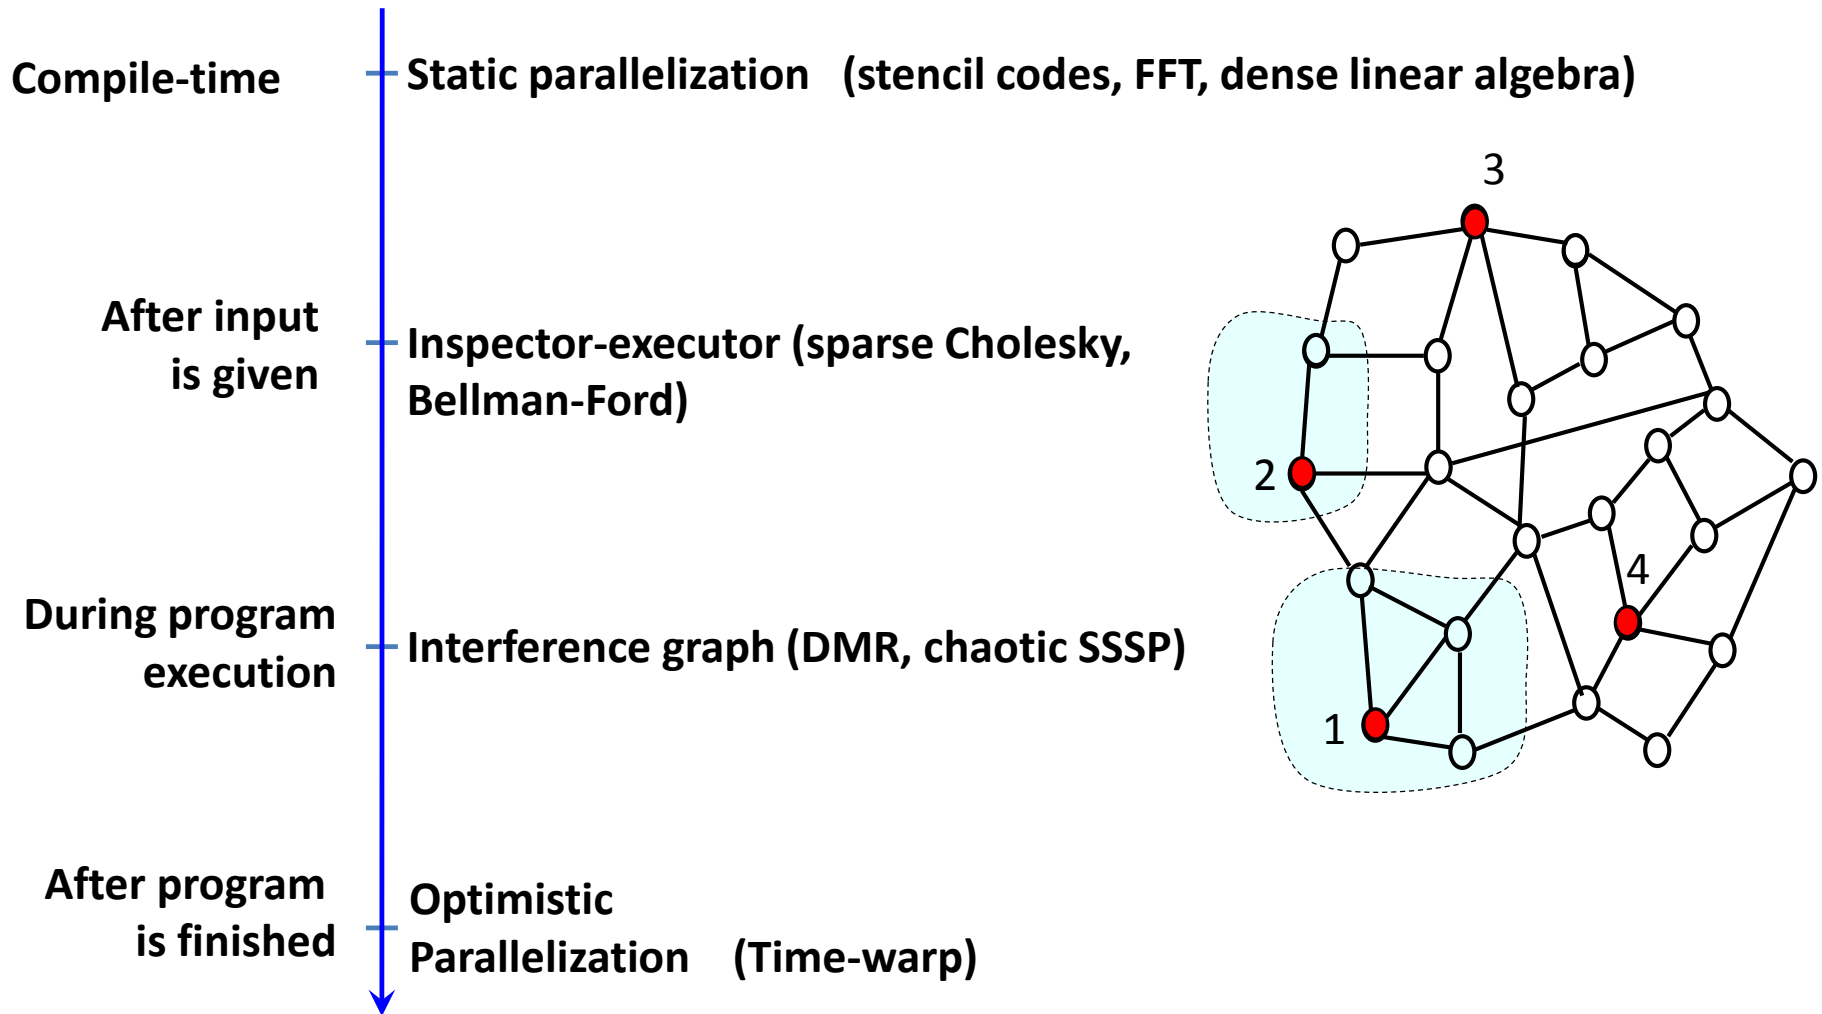 Compile-time
Static parallelization (stencil codes, FFT, dense linear algebra)
After input
is given
Inspector-executor (sparse Cholesky,
Bellman-Ford)
During program
execution
Interference graph (DMR, chaotic SSSP)
After program
is finished
Optimistic
Parallelization (Time-warp)
3
2
4
1